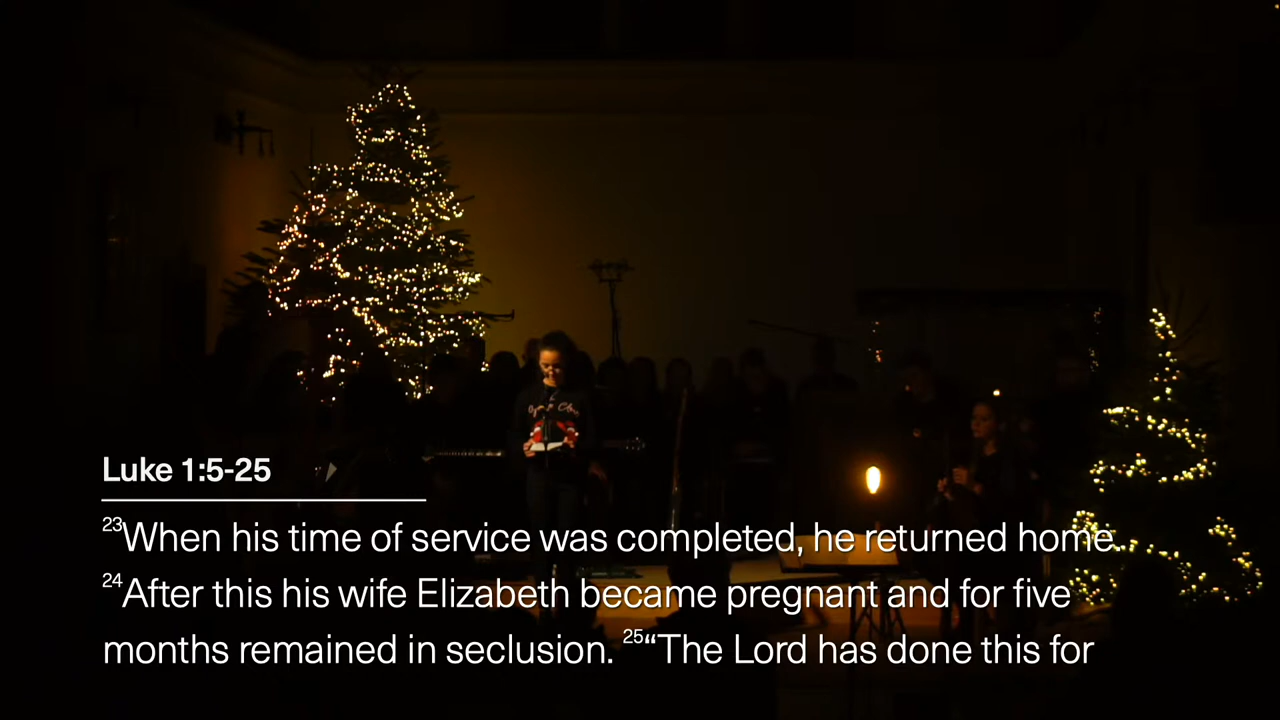 Luke 1:5-25
23When his time of service was completed, he returned home.
24After this his wife Elizabeth became pregnant and for five
months remained in seclusion. 25“The Lord has done this for